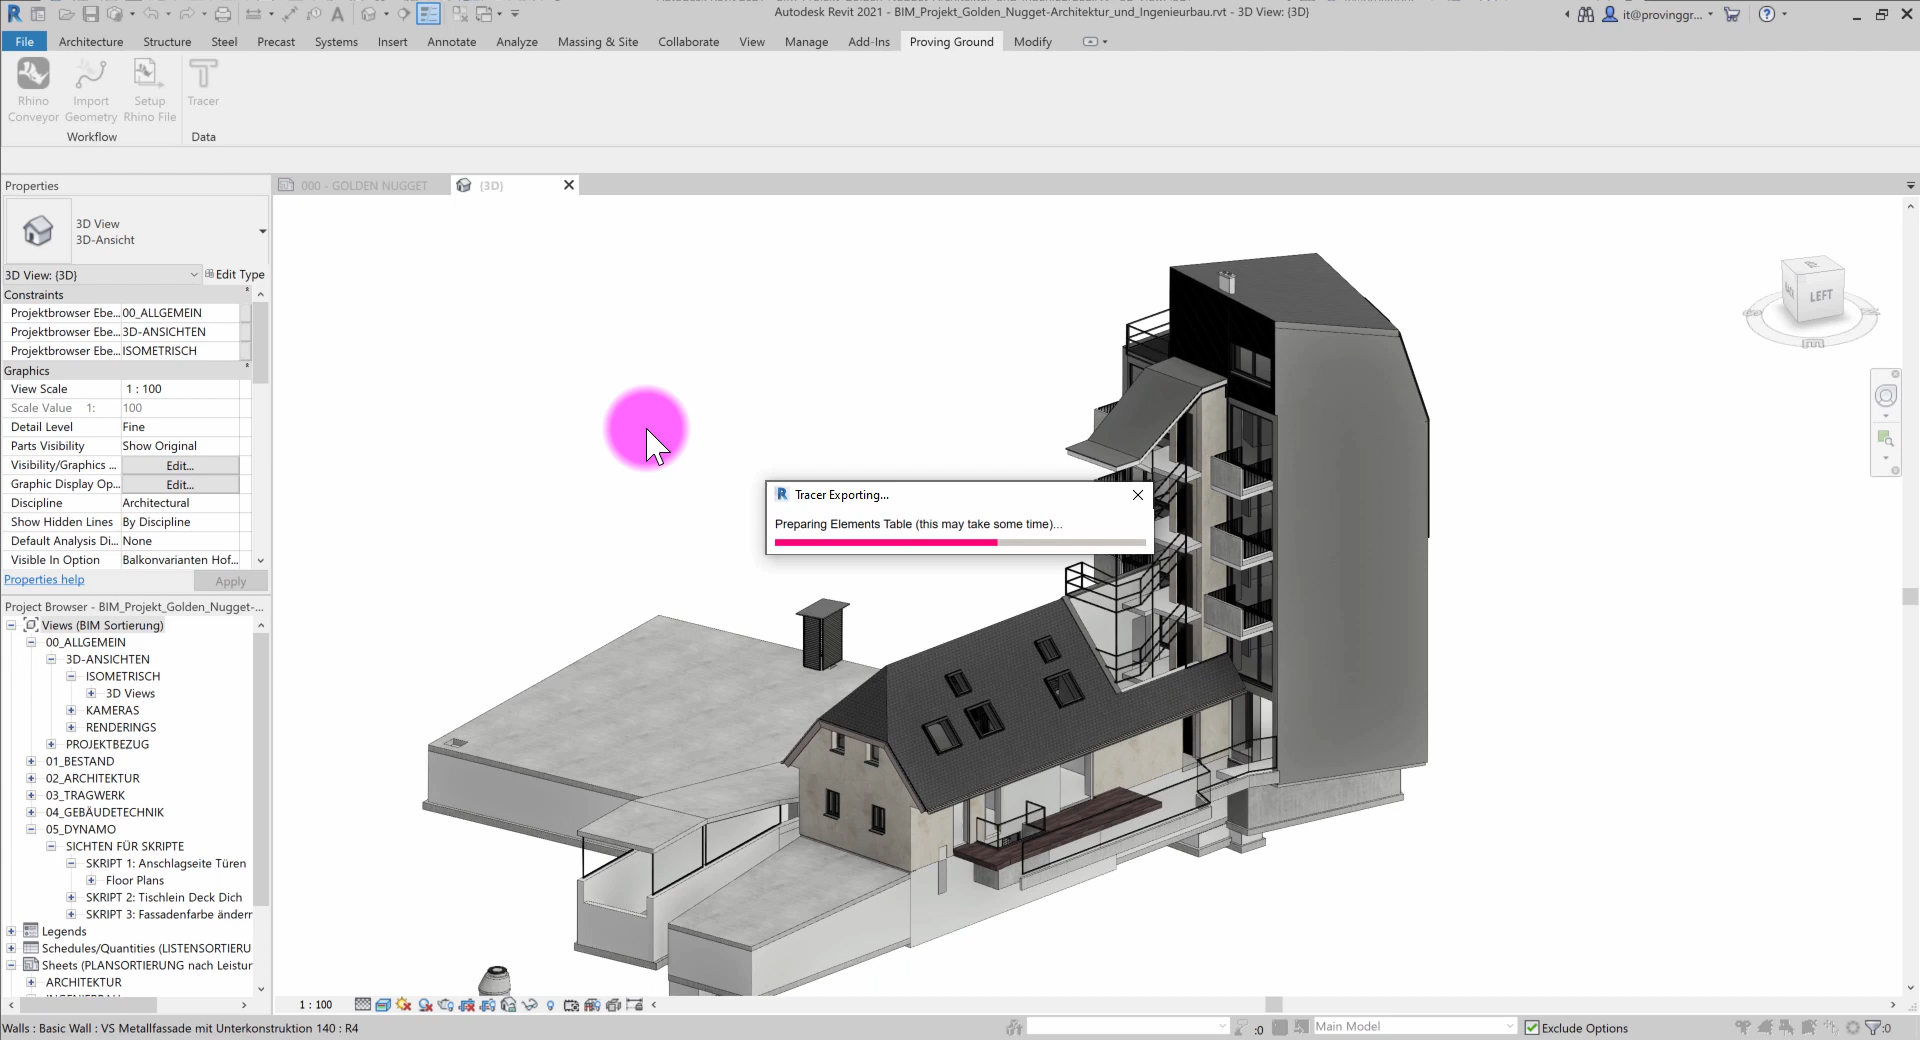 Autodesk Revit 2021 - BIM_Projekt_Golden_Nugget-Architektur_und_Ingenieurbau.rvt - 3D View: {3D}
it@provinggr...
File Architecture Structure Steel Precast Systems Insert Annotate Analyze Massing & Site Collaborate View Manage Add-Ins Proving Ground Modify
Rhino Conveyor
Import Geometry
Setup Rhino File
Tracer
Workflow
Data
Properties
000 - GOLDEN NUGGET
{3D}
3D View
3D-Ansicht
3D View: {3D}
Edit Type
Constraints
Projektbrowser Ebe... 00_ALLGEMEIN
Projektbrowser Ebe... 3D-ANSICHTEN
Projektbrowser Ebe... ISOMETRISCH
Graphics
View Scale 1 : 100
Scale Value 1: 100
Detail Level Fine
Parts Visibility Show Original
Visibility/Graphics ... Edit...
Graphic Display Op... Edit...
Discipline Architectural
Show Hidden Lines By Discipline
Default Analysis Di... None
Visible In Option Balkonvarianten Hof...
Properties help
Apply
Project Browser - BIM_Projekt_Golden_Nugget-...
Views (BIM Sortierung)
00_ALLGEMEIN
3D-ANSICHTEN
ISOMETRISCH
3D Views
KAMERAS
RENDERINGS
PROJEKTBEZUG
01_BESTAND
02_ARCHITEKTUR
03_TRAGWERK
04_GEBÄUDETECHNIK
05_DYNAMO
SICHTEN FÜR SKRIPTE
SKRIPT 1: Anschlagseite Türen
Floor Plans
SKRIPT 2: Tischlein Deck Dich
SKRIPT 3: Fassadenfarbe änderr
Legends
Schedules/Quantities (LISTENSORTIERU
Sheets (PLANSORTIERUNG nach Leistur
ARCHITEKTUR
LEFT
Tracer Exporting...
Preparing Elements Table (this may take some time)...
1 : 100
Walls : Basic Wall : VS Metallfassade mit Unterkonstruktion 140 : R4
:0
Main Model
Exclude Options
:0